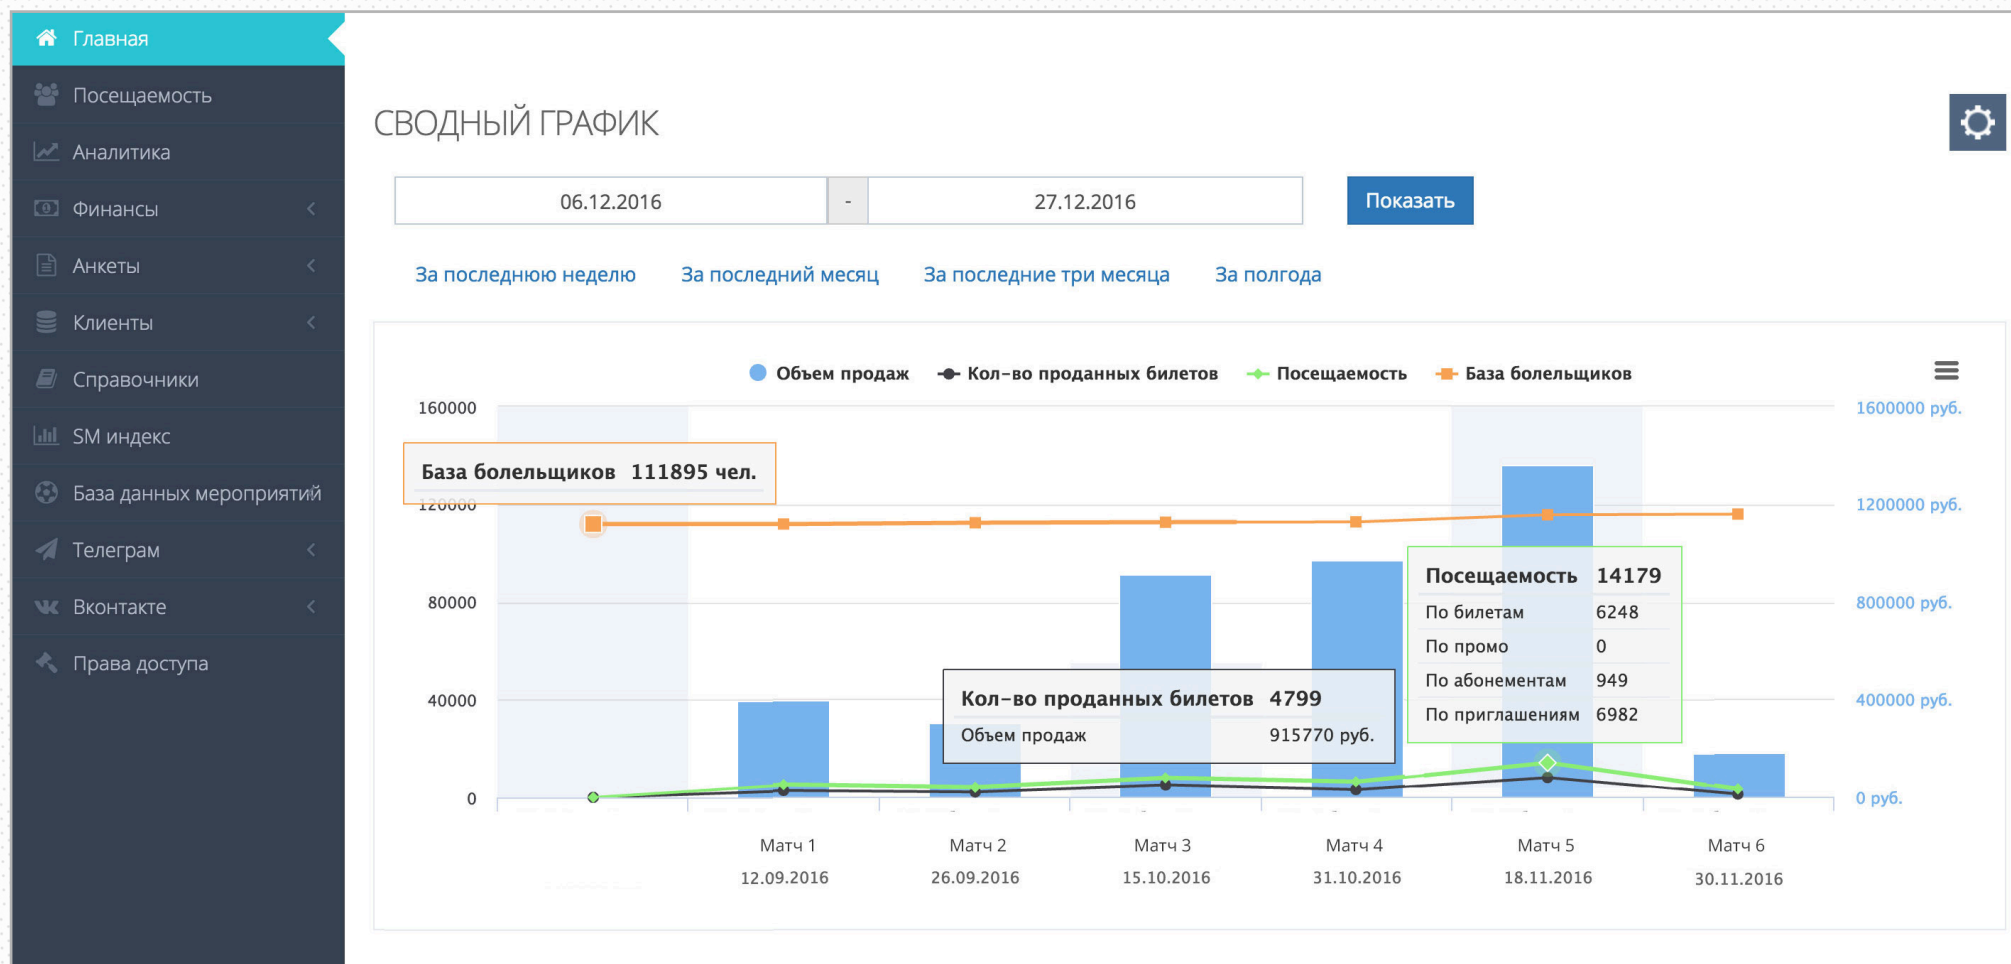 Главная
Посещаемость
Аналитика
Финансы
Анкеты
Клиенты
Справочники
SM индекс
База данных мероприятий
Телеграм
Вконтакте
Права доступа
СВОДНЫЙ ГРАФИК
06.12.2016 - 27.12.2016 Показать
За последнюю неделю За последний месяц За последние три месяца За полгода
Объем продаж Кол-во проданных билетов Посещаемость База болельщиков
160000 1600000 руб.
База болельщиков 111895 чел.
120000 1200000 руб.
Посещаемость 14179
80000 800000 руб.
По билетам 6248
По промо 0
По абонементам 949
Кол-во проданных билетов 4799
40000 400000 руб.
По приглашениям 6982
Объем продаж 915770 руб.
0 0 руб.
Матч 1 Матч 2 Матч 3 Матч 4 Матч 5 Матч 6
12.09.2016 26.09.2016 15.10.2016 31.10.2016 18.11.2016 30.11.2016